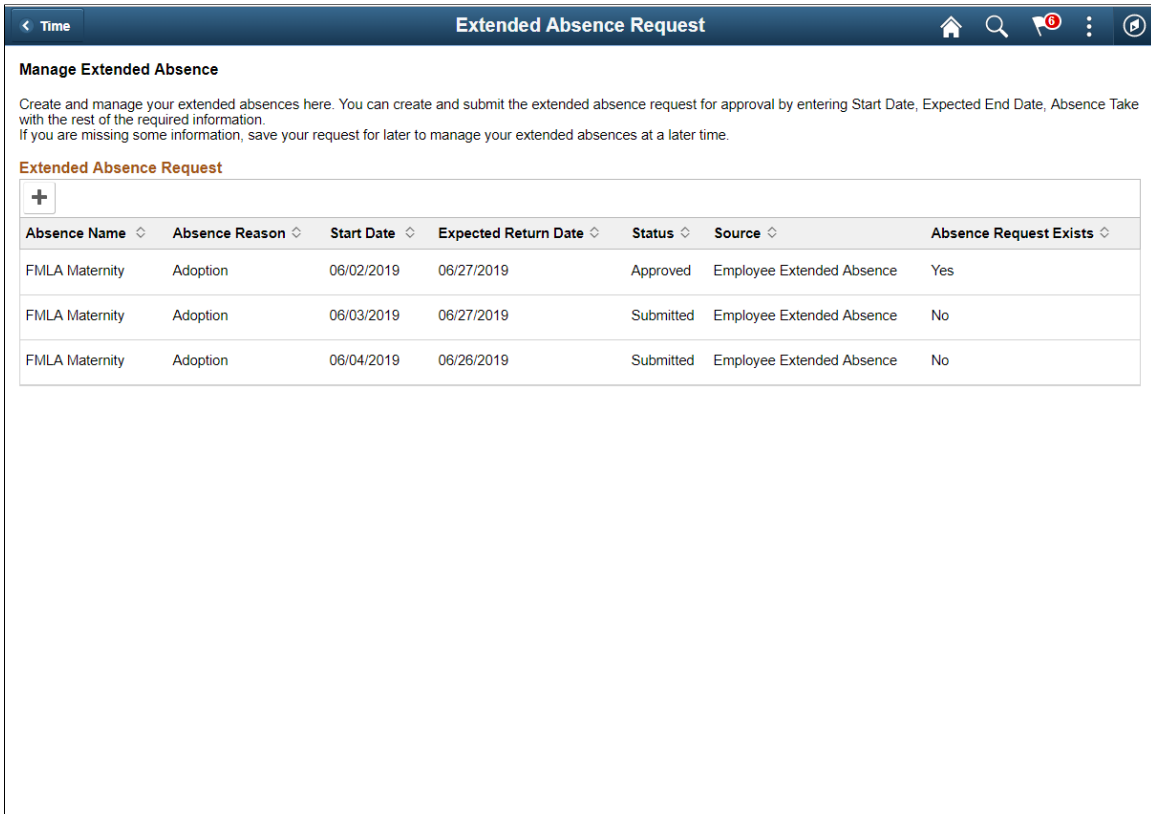 Time
Extended Absence Request
6
Manage Extended Absence
Create and manage your extended absences here. You can create and submit the extended absence request for approval by entering Start Date, Expected End Date, Absence Take
with the rest of the required information.
If you are missing some information, save your request for later to manage your extended absences at a later time.
Extended Absence Request
Absence Name Absence Reason Start Date Expected Return Date Status Source Absence Request Exists
FMLA Maternity Adoption 06/02/2019 06/27/2019 Approved Employee Extended Absence Yes
FMLA Maternity Adoption 06/03/2019 06/27/2019 Submitted Employee Extended Absence No
FMLA Maternity Adoption 06/04/2019 06/26/2019 Submitted Employee Extended Absence No